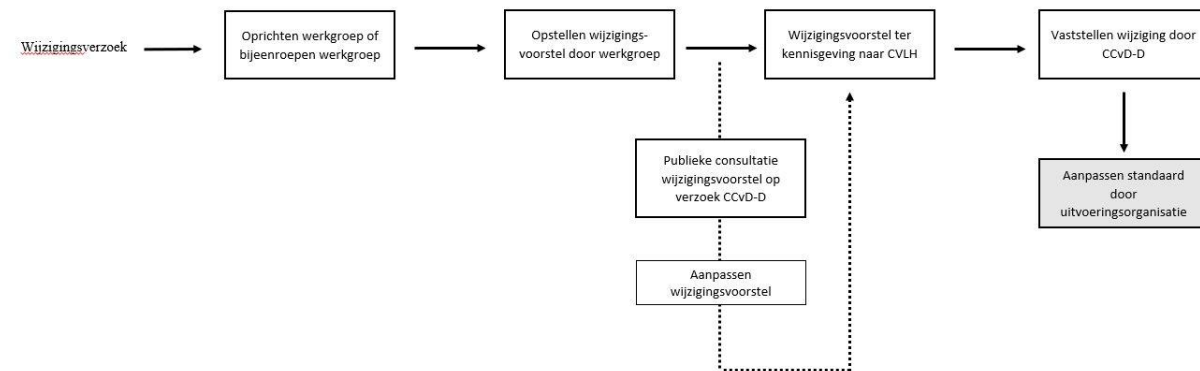 Wijzigingsverzoek
Oprichten werkgroep of
bijeenroepen werkgroep
Opstellen wijzigings-
voorstel door werkgroep
Wijzigingsvoorstel ter
kennisgeving naar CVLH
Vaststellen wijziging door
CCvD-D
Publieke consultatie
wijzigingsvoorstel op
verzoek CCvD-D
Aanpassen
wijzigingsvoorstel
Aanpassen standaard
door
uitvoeringsorganisatie